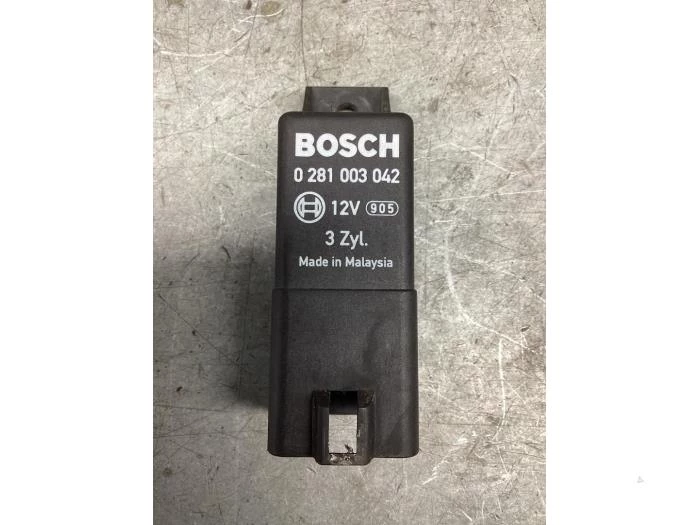 BOSCH
0 281 003 042
12V 905
3 Zyl.
Made in Malaysia